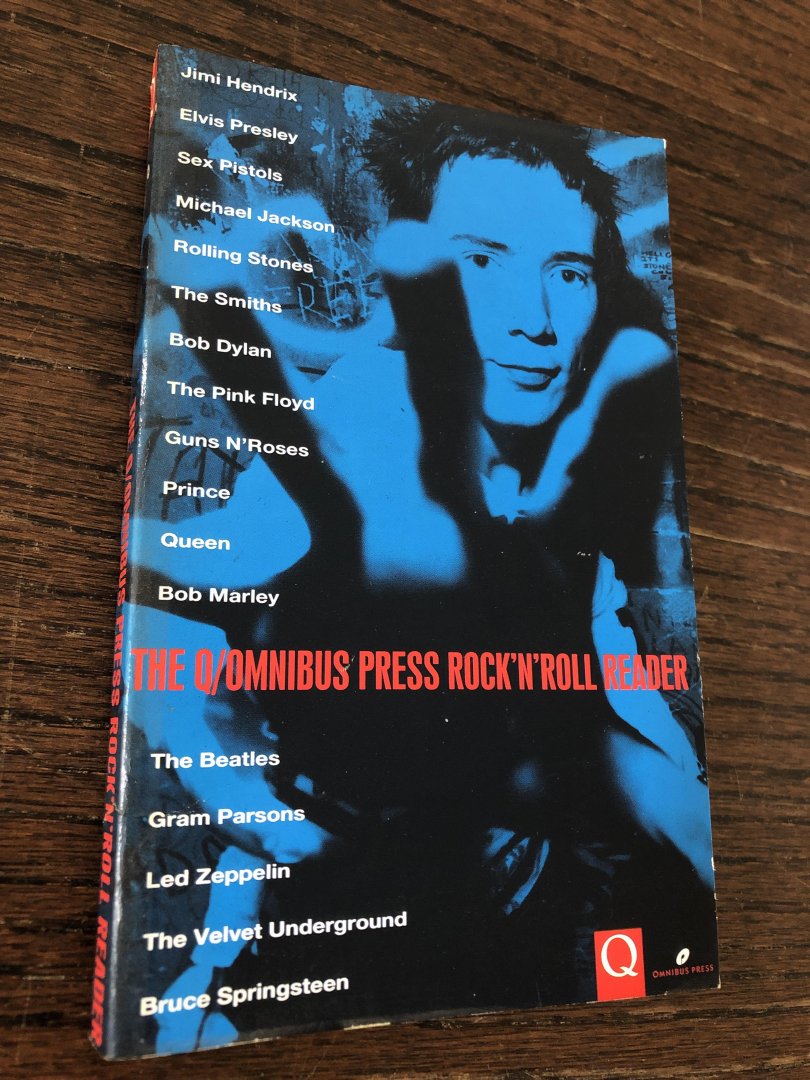 Jimi Hendrix
Elvis Presley
Sex Pistols
Michael Jackson
Rolling Stones
The Smiths
Bob Dylan
The Pink Floyd
Guns N'Roses
Prince
Queen
Bob Marley
THE Q/OMNIBUS PRESS ROCK'N'ROLL READER
The Beatles
Gram Parsons
Led Zeppelin
The Velvet Underground
Bruce Springsteen
Q
OMNIBUS PRESS
THE Q/OMNIBUS PRESS ROCK'N'ROLL READER